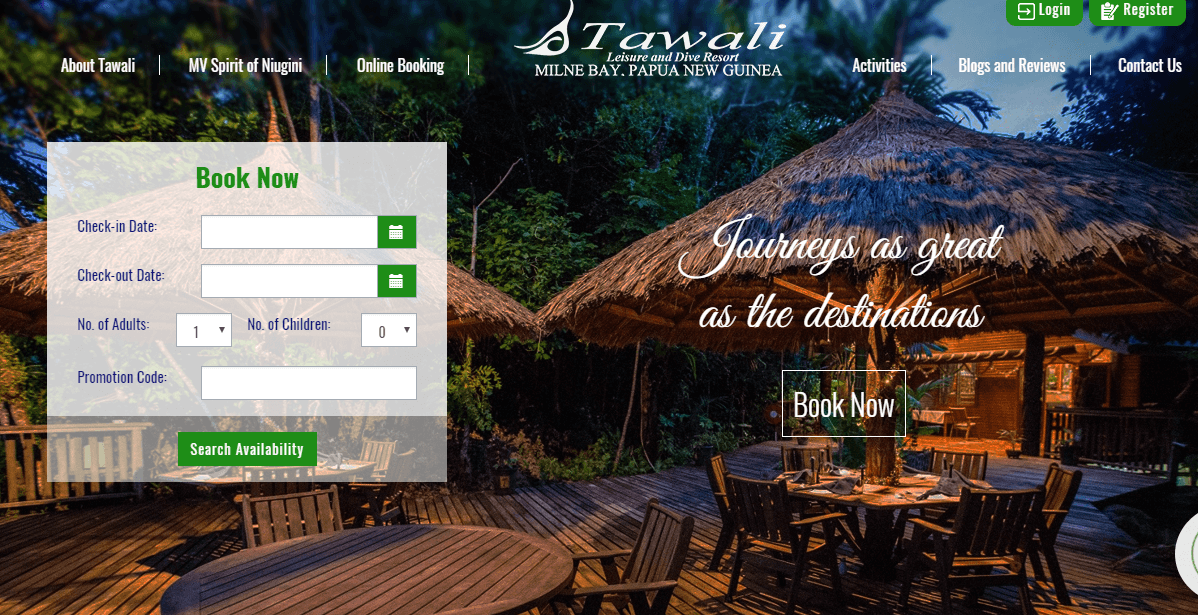 Login
Register
Tawali
Leisure and Dive Resort
MILNE BAY. PAPUA NEW GUINEA
About Tawali
MV Spirit of Niugini
Online Booking
Activities
Blogs and Reviews
Contact Us
Book Now
Check-in Date:
Check-out Date:
No. of Adults: 1 No. of Children: 0
Promotion Code:
Search Availability
Journeys as great
as the destinations
Book Now